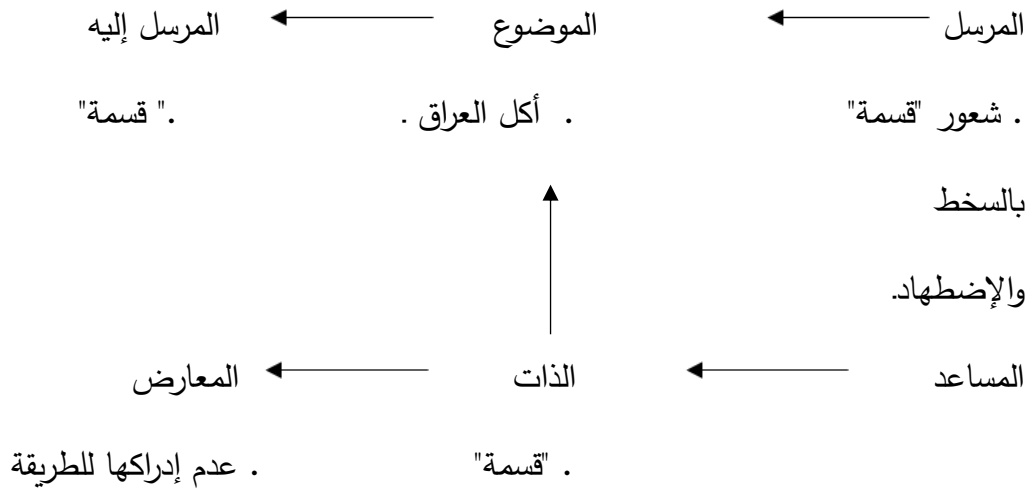 المرسل الموضوع المرسل إليه
. شعور "قسمة" . أكل العراق . ." قسمة"
بالسخط
والإضطهاد.
المساعد الذات المعارض
. "قسمة" . عدم إدراكها للطريقة